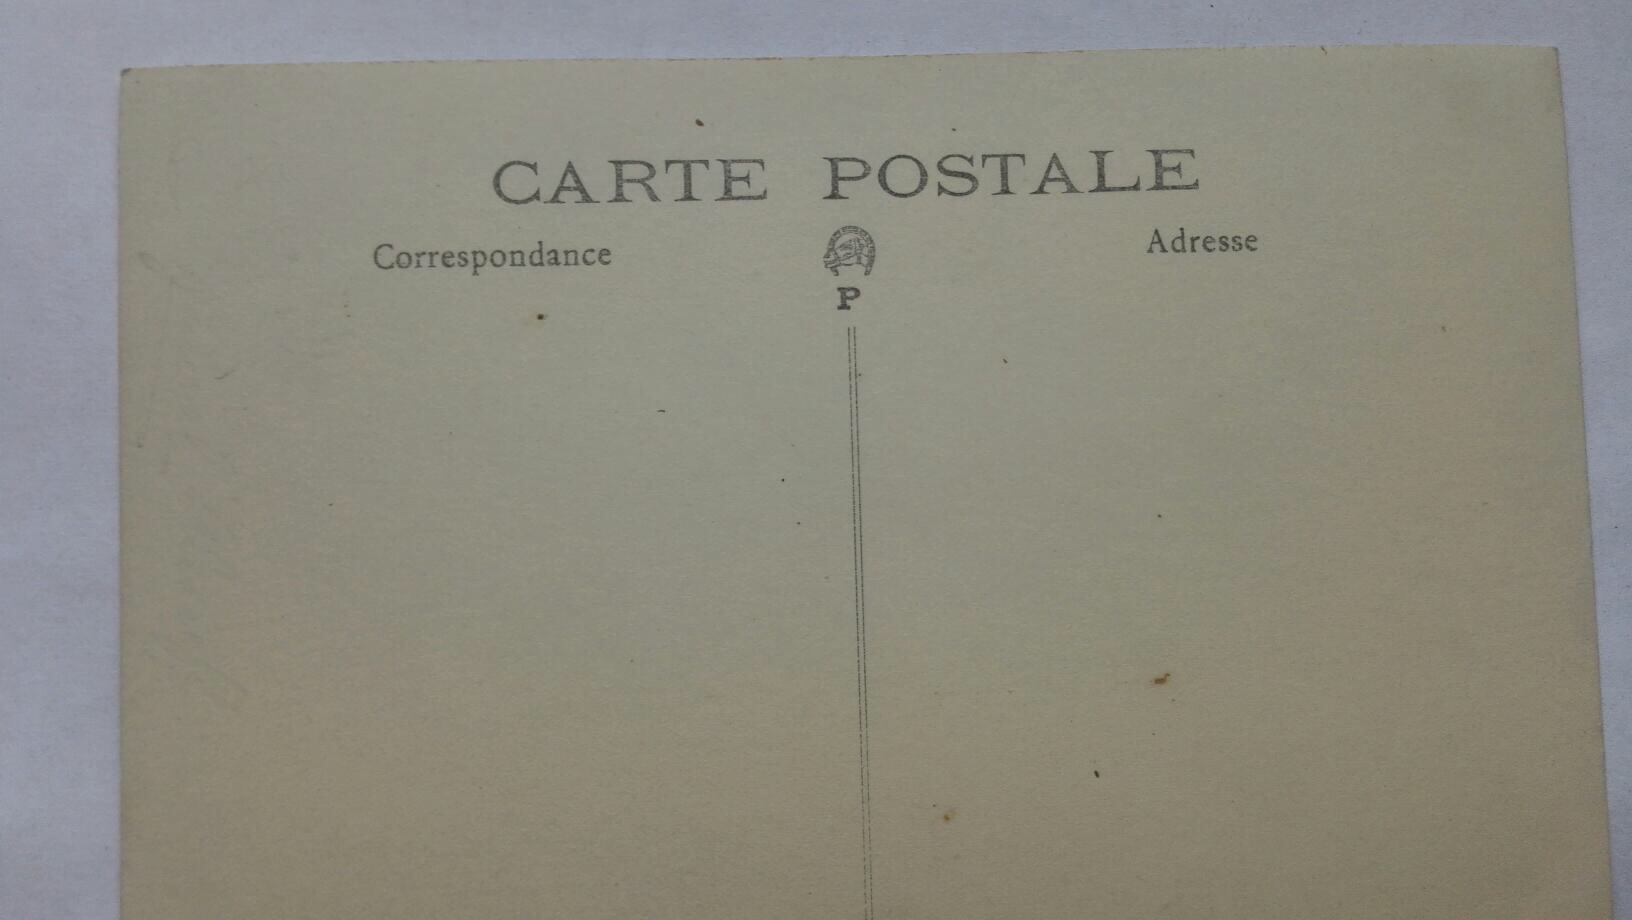 CARTE POSTALE
Correspondance
Adresse
P